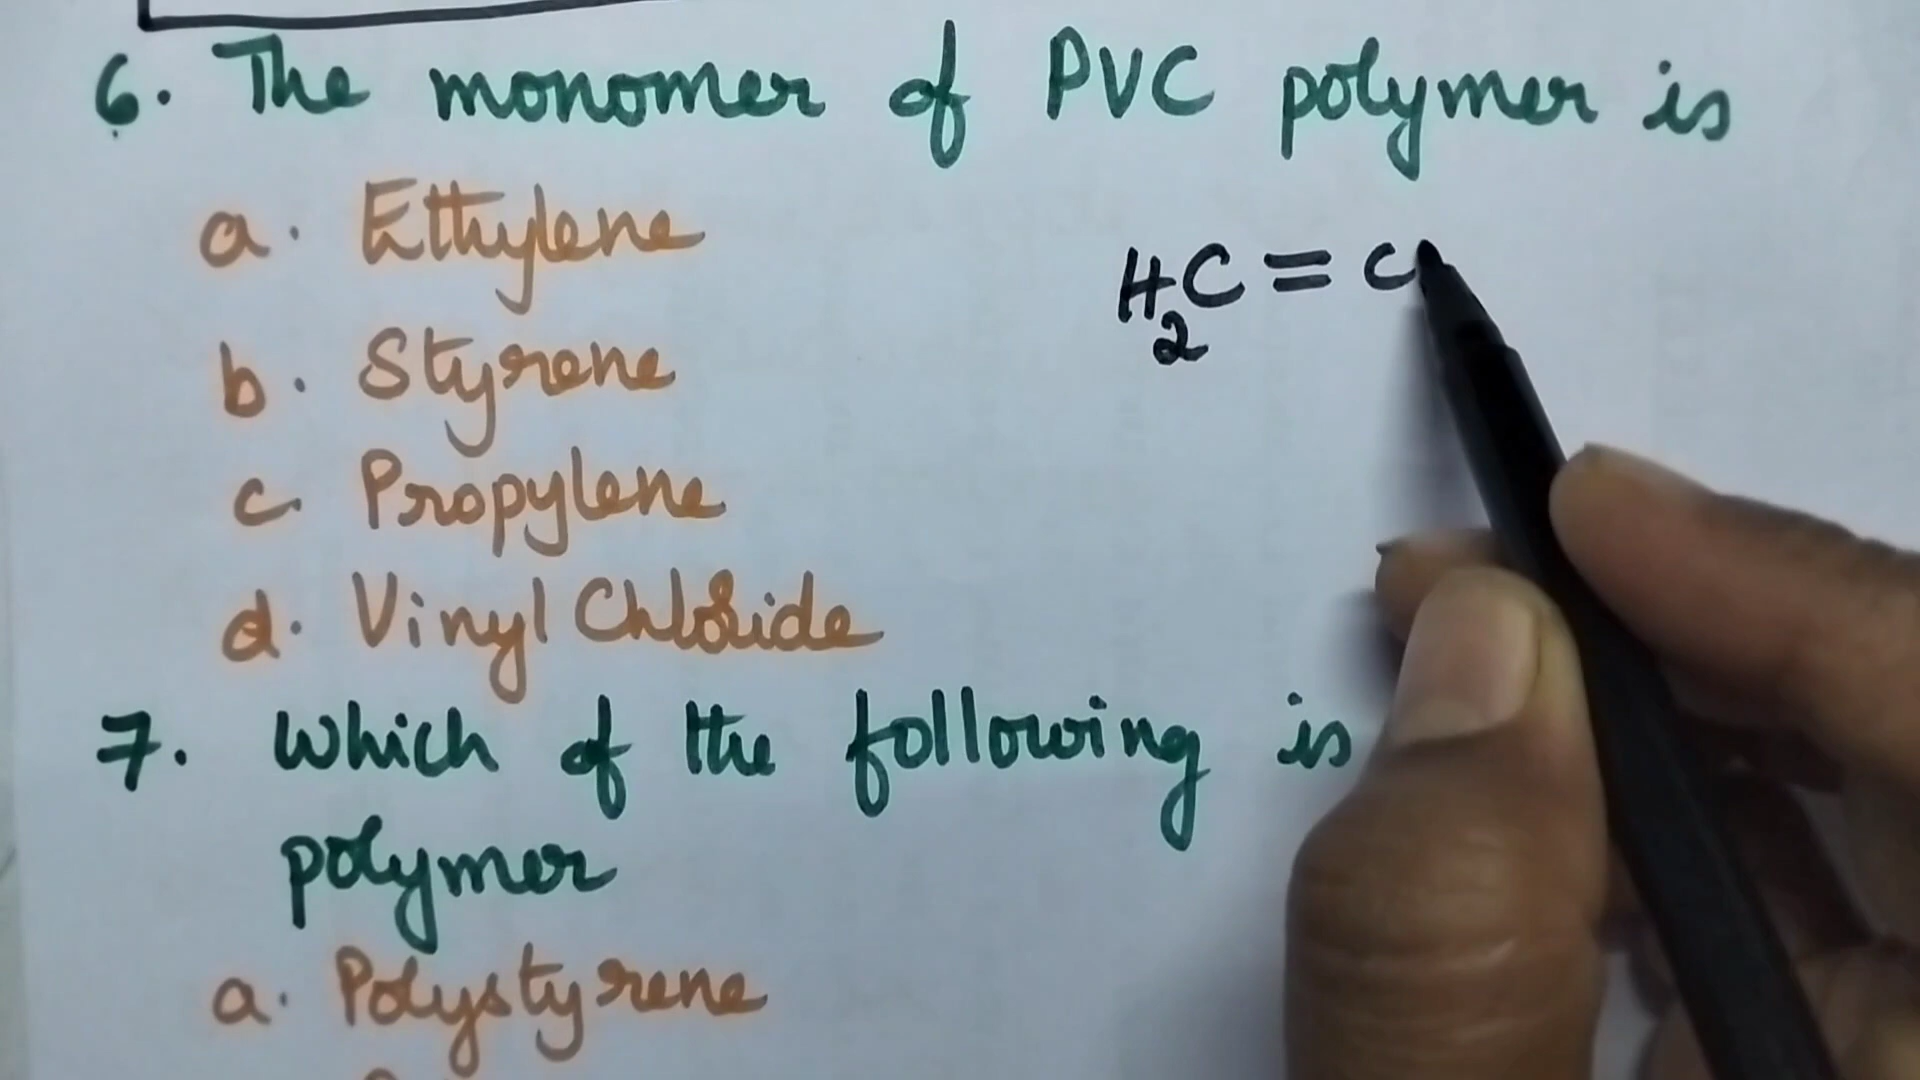 6. The monomer of PVC polymer is
a. Ethylene
H2C = C
b. Styrene
c. Propylene
d. Vinyl Chloride
7. Which of the following is
polymer
a. Polystyrene